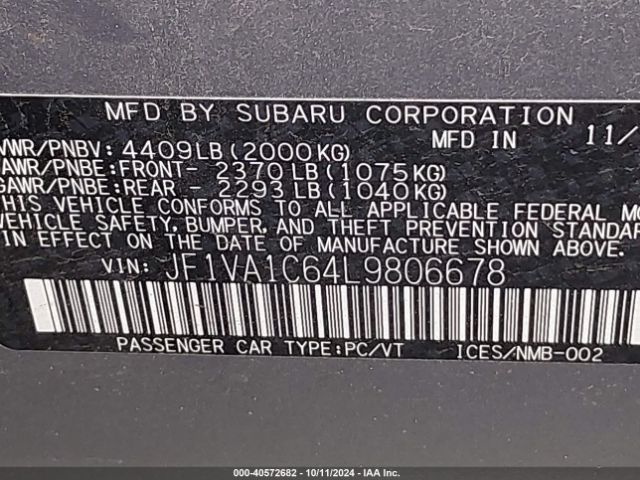 MFD BY SUBARU CORPORATION
MFD IN 11/
VWR/PNBV: 4409LB(2000KG)
AWR/PNBE:FRONT- 2370LB(1075KG)
GAWR/PNBE:REAR - 2293LB(1040KG)
THIS VEHICLE CONFORMS TO ALL APPLICABLE FEDERAL MO
VEHICLE SAFETY, BUMPER, AND THEFT PREVENTION STANDAR
IN EFFECT ON THE DATE OF MANUFACTURE SHOWN ABOVE.
VIN: JF1VA1C64L9806678
PASSENGER CAR TYPE:PC/VT ICES/NMB-002
000-40572682 - 10/11/2024 - IAA Inc.